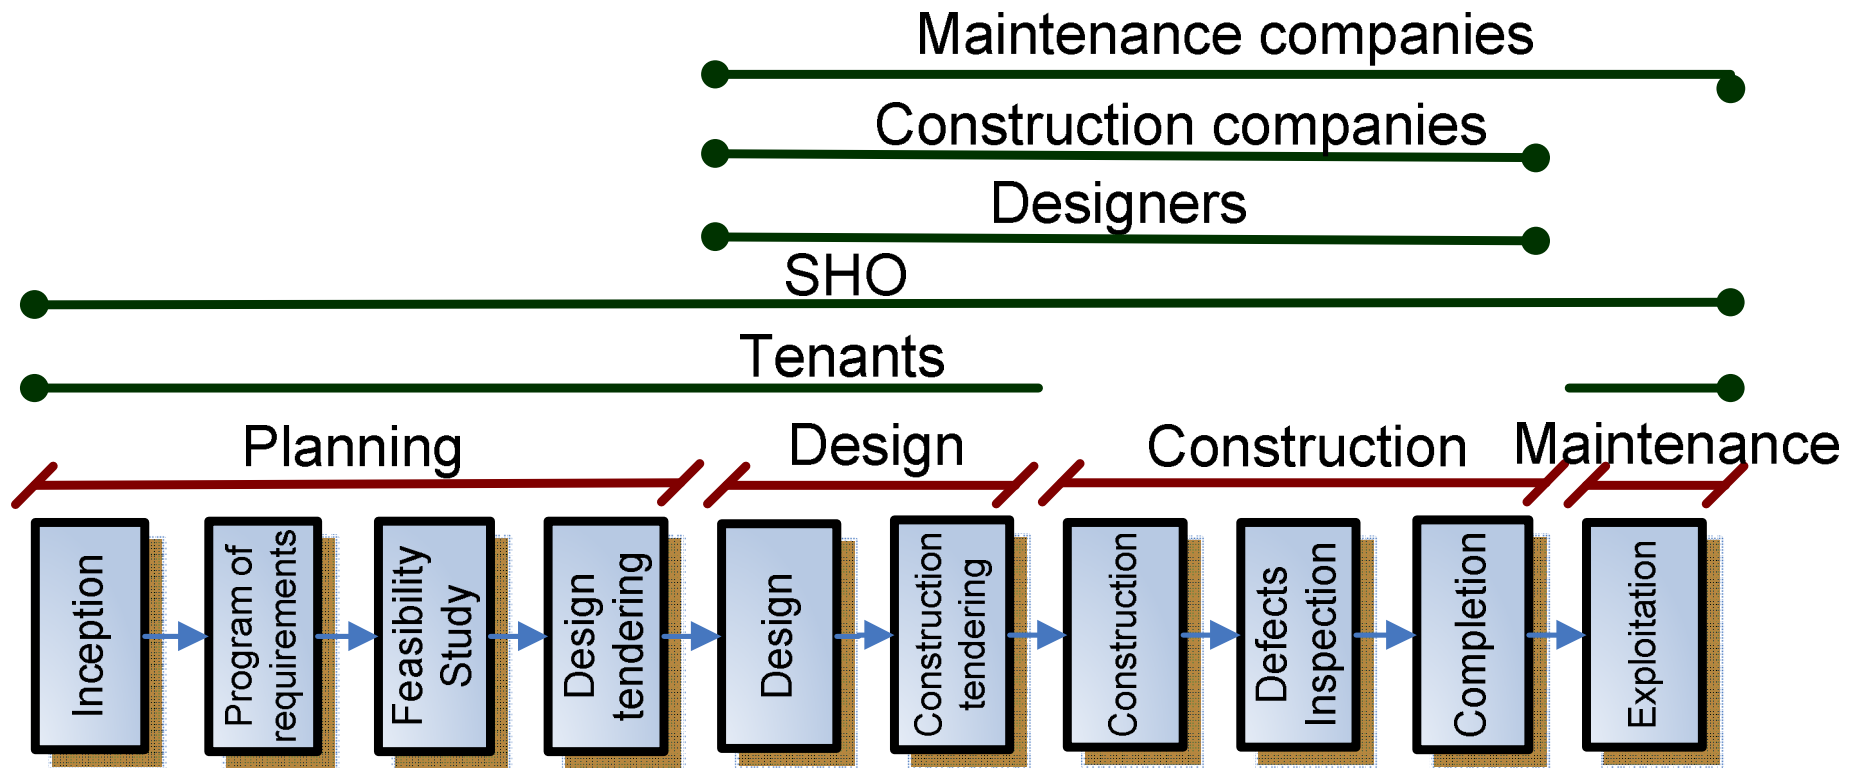 Maintenance companies
Construction companies
Designers
SHO
Tenants
Planning
Design
Construction
Maintenance
Inception
Program of
requirements
Feasibility
Study
Design
tendering
Design
Construction
tendering
Construction
Defects
Inspection
Completion
Exploitation